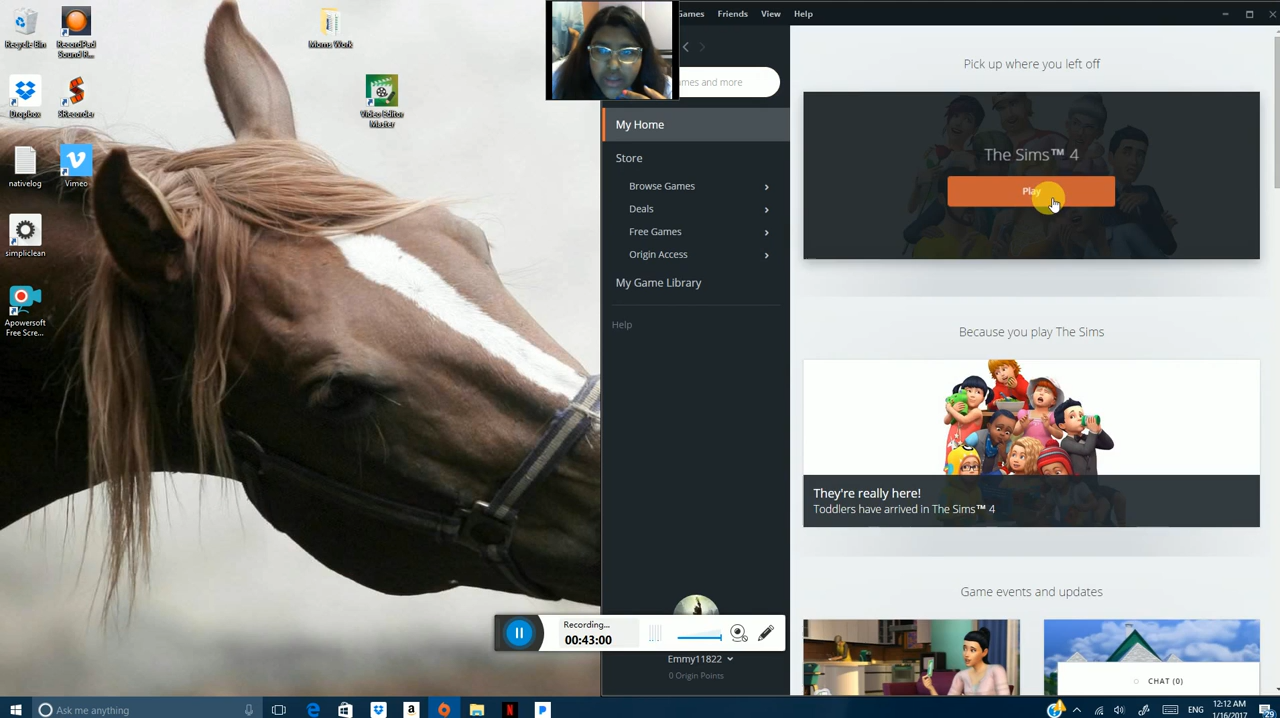 Recycle Bin
RecordPad
Sound R...
Moms Work
Dropbox
SRecorder
Video Editor
Master
nativelog
Vimeo
simpliclean
Apowersoft
Free Scre...
Games
Friends
View
Help
ames and more
My Home
Store
Browse Games
Deals
Free Games
Origin Access
My Game Library
Help
Pick up where you left off
The Sims™ 4
Play
Because you play The Sims
They're really here!
Toddlers have arrived in The Sims™ 4
Game events and updates
CHAT (0)
Recording...
00:43:00
Emmy11822
0 Origin Points
Ask me anything
ENG
12:12 AM
1/16/2017
29